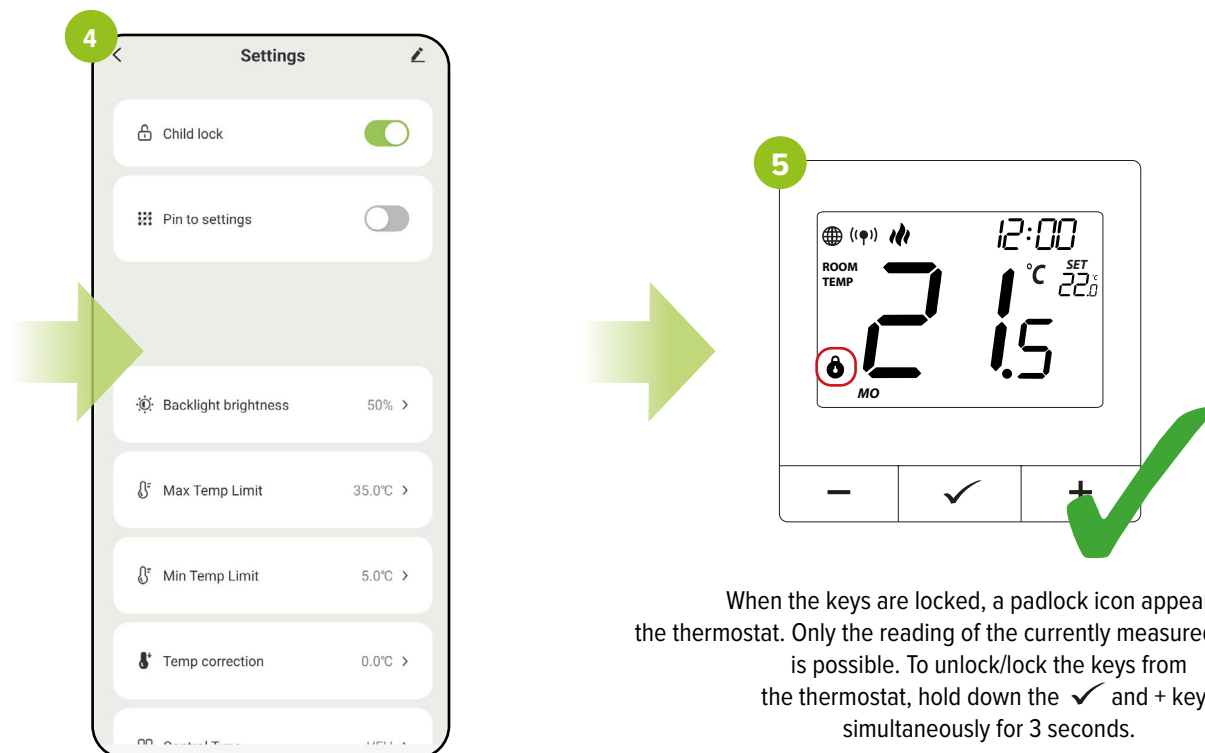 4
Settings
Child lock
Pin to settings
Backlight brightness 50% >
Max Temp Limit 35.0°C >
Min Temp Limit 5.0°C >
Temp correction 0.0°C >
5
12:00
ROOM TEMP
21.5 °C
SET
22.0 °C
MO
− ✓ +
When the keys are locked, a padlock icon appear
the thermostat. Only the reading of the currently measured
is possible. To unlock/lock the keys from
the thermostat, hold down the ✓ and + key
simultaneously for 3 seconds.